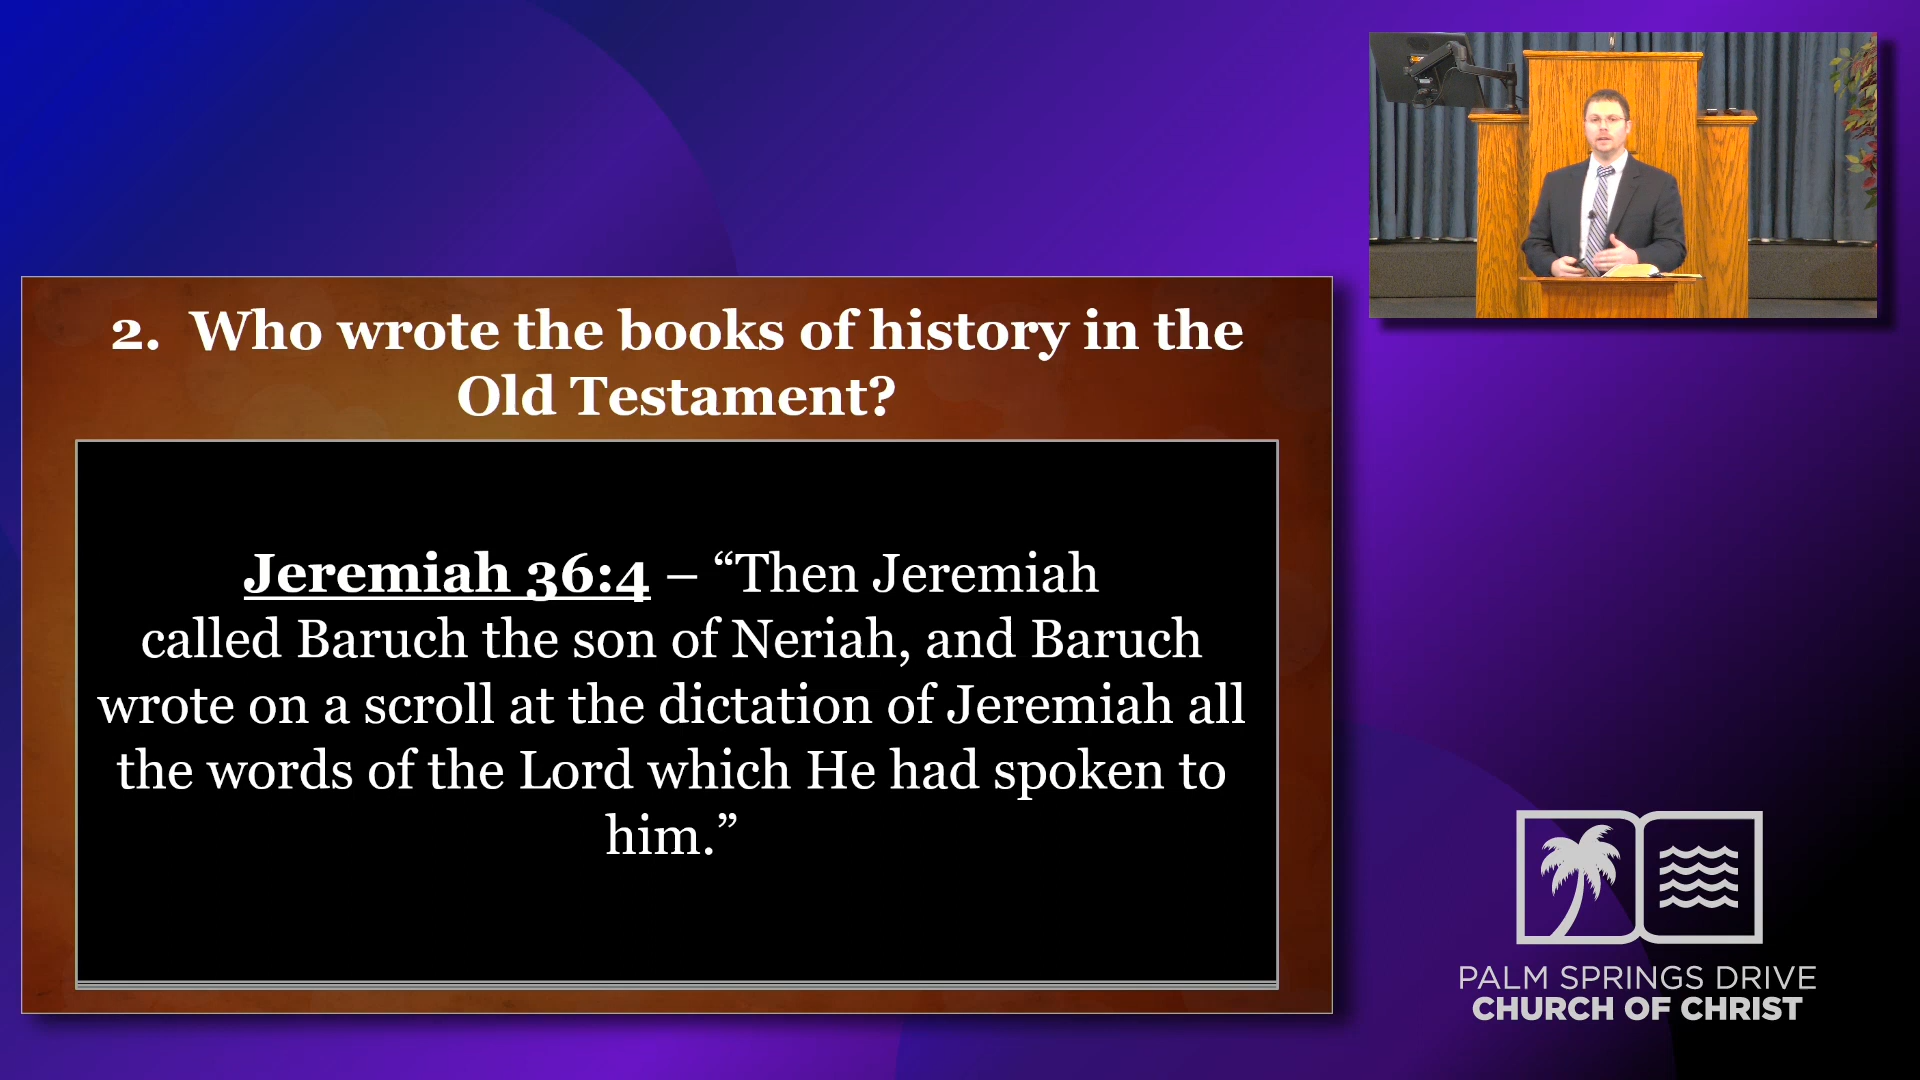 2. Who wrote the books of history in the
Old Testament?
Jeremiah 36:4 – “Then Jeremiah
called Baruch the son of Neriah, and Baruch
wrote on a scroll at the dictation of Jeremiah all
the words of the Lord which He had spoken to
him.”
PALM SPRINGS DRIVE
CHURCH OF CHRIST